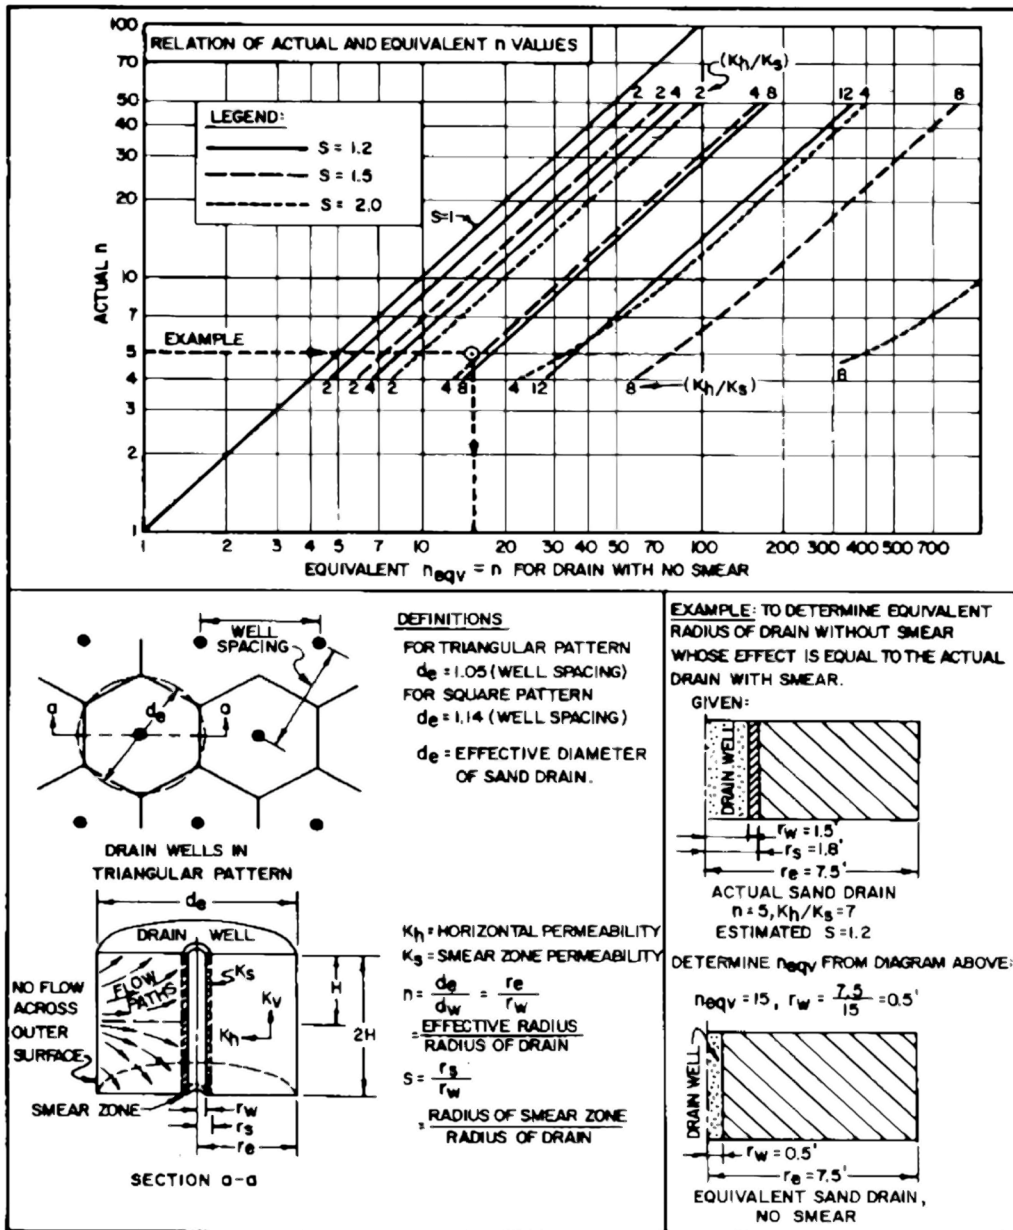 RELATION OF ACTUAL AND EQUIVALENT n VALUES
LEGEND:
S = 1.2
S = 1.5
S = 2.0
(Kh/Ks)
2 2 4 2 4 8 12 4 8
S=1
EXAMPLE
2 2 4 2 4 8 4 12 8 (Kh/Ks) 8
ACTUAL n
100
70
50
40
30
20
10
7
5
4
3
2
1
1 2 3 4 5 7 10 20 30 40 50 70 100 200 300 400 500 700
EQUIVALENT neqv = n FOR DRAIN WITH NO SMEAR
WELL
SPACING
de
a a
DRAIN WELLS IN
TRIANGULAR PATTERN
DEFINITIONS
FOR TRIANGULAR PATTERN
de = 1.05 (WELL SPACING)
FOR SQUARE PATTERN
de = 1.14 (WELL SPACING)
de = EFFECTIVE DIAMETER
OF SAND DRAIN.
de
DRAIN WELL
Ks
FLOW
PATHS
H
Kv
Kh
2H
NO FLOW
ACROSS
OUTER
SURFACE
SMEAR ZONE
rw
rs
re
SECTION a-a
Kh = HORIZONTAL PERMEABILITY
Ks = SMEAR ZONE PERMEABILITY
n = de/dw = re/rw
= EFFECTIVE RADIUS
RADIUS OF DRAIN
S = rs/rw
= RADIUS OF SMEAR ZONE
RADIUS OF DRAIN
EXAMPLE: TO DETERMINE EQUIVALENT
RADIUS OF DRAIN WITHOUT SMEAR
WHOSE EFFECT IS EQUAL TO THE ACTUAL
DRAIN WITH SMEAR.
GIVEN:
DRAIN WELL
rw = 1.5'
rs = 1.8'
re = 7.5'
ACTUAL SAND DRAIN
n = 5, Kh/Ks = 7
ESTIMATED S = 1.2
DETERMINE neqv FROM DIAGRAM ABOVE:
neqv = 15, rw = 7.5/15 = 0.5'
DRAIN WELL
rw = 0.5'
re = 7.5'
EQUIVALENT SAND DRAIN,
NO SMEAR